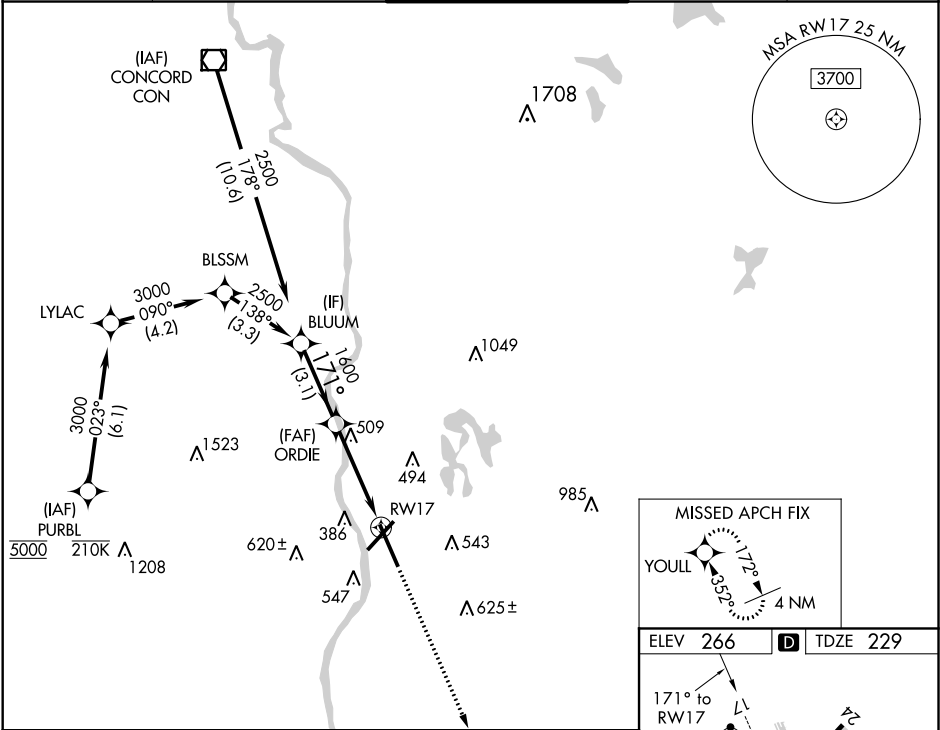 (IAF)
CONCORD
CON
1708
MSA RW17 25 NM
3700
2500
178°
(10.6)
BLSSM
LYLAC
3000
090°
(4.2)
2500
138°
(3.3)
(IF)
BLUUM
1600
171°
(3.1)
1049
3000
023°
(6.1)
(FAF)
ORDIE
509
1523
494
(IAF)
PURBL
5000 210K
1208
RW17
386
985
620±
543
547
625±
MISSED APCH FIX
YOULL
172°
352°
4 NM
ELEV 266 D TDZE 229
171° to
RW17
17
24